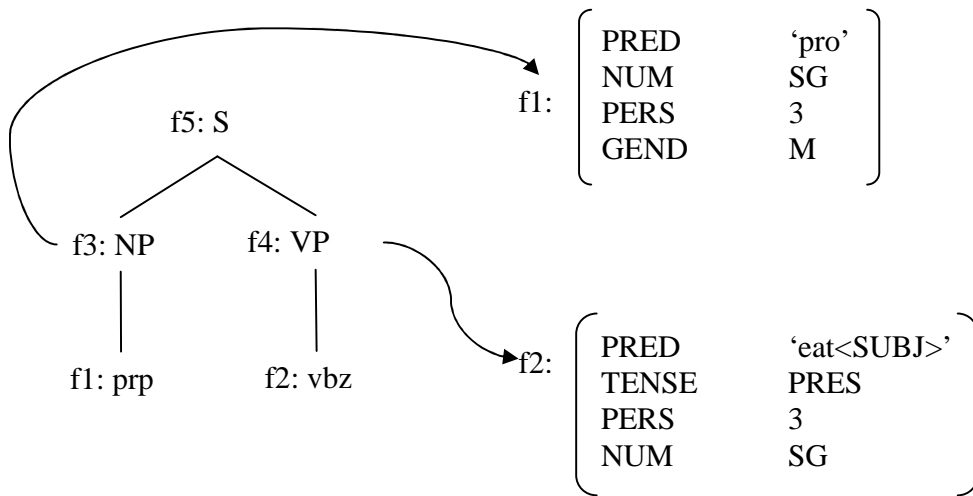 PRED ‘pro’
NUM SG
f1:
PERS 3
GEND M
f5: S
f3: NP f4: VP
f1: prp f2: vbz
f2:
PRED ‘eat<SUBJ>’
TENSE PRES
PERS 3
NUM SG